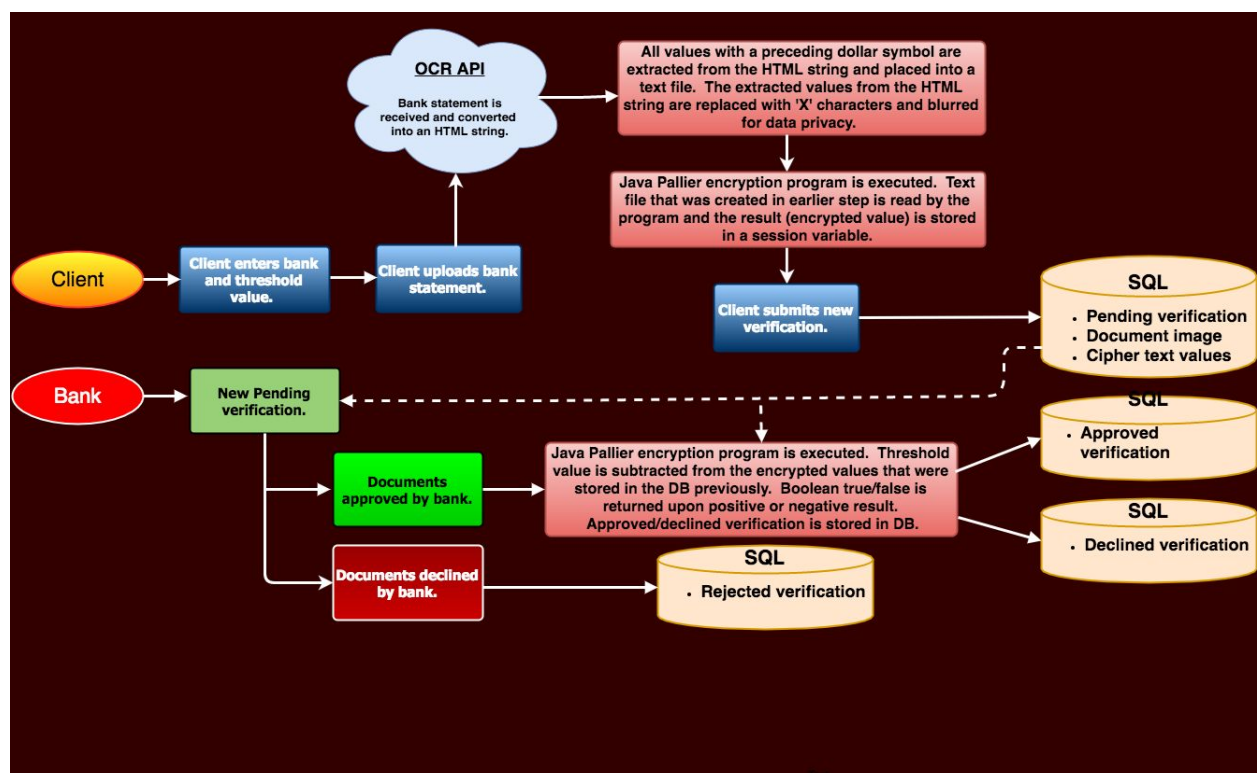 OCR API
Bank statement is
received and converted
into an HTML string.
All values with a preceding dollar symbol are
extracted from the HTML string and placed into a
text file. The extracted values from the HTML
string are replaced with 'X' characters and blurred
for data privacy.
Java Pallier encryption program is executed. Text
file that was created in earlier step is read by the
program and the result (encrypted value) is stored
in a session variable.
Client
Client enters bank
and threshold
value.
Client uploads bank
statement.
Client submits new
verification.
SQL
• Pending verification
• Document image
• Cipher text values
Bank
New Pending
verification.
Documents
approved by bank.
Java Pallier encryption program is executed. Threshold
value is subtracted from the encrypted values that were
stored in the DB previously. Boolean true/false is
returned upon positive or negative result.
Approved/declined verification is stored in DB.
SQL
• Approved
verification
SQL
• Declined verification
Documents declined
by bank.
SQL
• Rejected verification